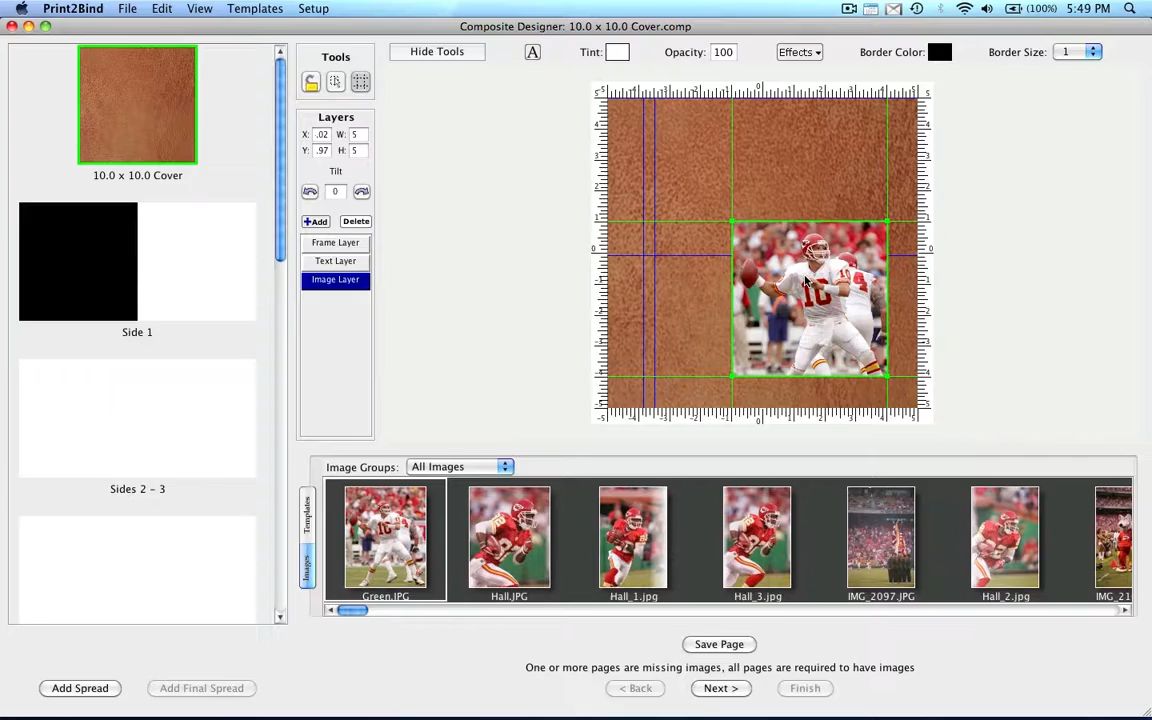 Print2Bind File Edit View Templates Setup (100%) 5:49 PM
Composite Designer: 10.0 x 10.0 Cover.comp
Hide Tools A Tint: Opacity: 100 Effects Border Color: Border Size: 1
Tools
Layers
X: .02 W: 5
Y: .97 H: 5
Tilt
0
+Add Delete
Frame Layer
Text Layer
Image Layer
10.0 x 10.0 Cover
Side 1
Sides 2 - 3
Image Groups: All Images
Templates
Images
Green.JPG Hall.JPG Hall_1.jpg Hall_3.jpg IMG_2097.JPG Hall_2.jpg IMG_21
Save Page
One or more pages are missing images, all pages are required to have images
Add Spread Add Final Spread < Back Next > Finish